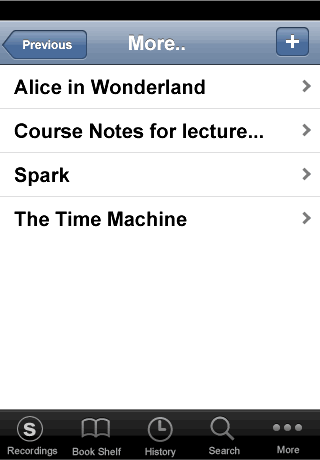 Previous
More..
+
Alice in Wonderland
Course Notes for lecture...
Spark
The Time Machine
S
Recordings
Book Shelf
History
Search
More